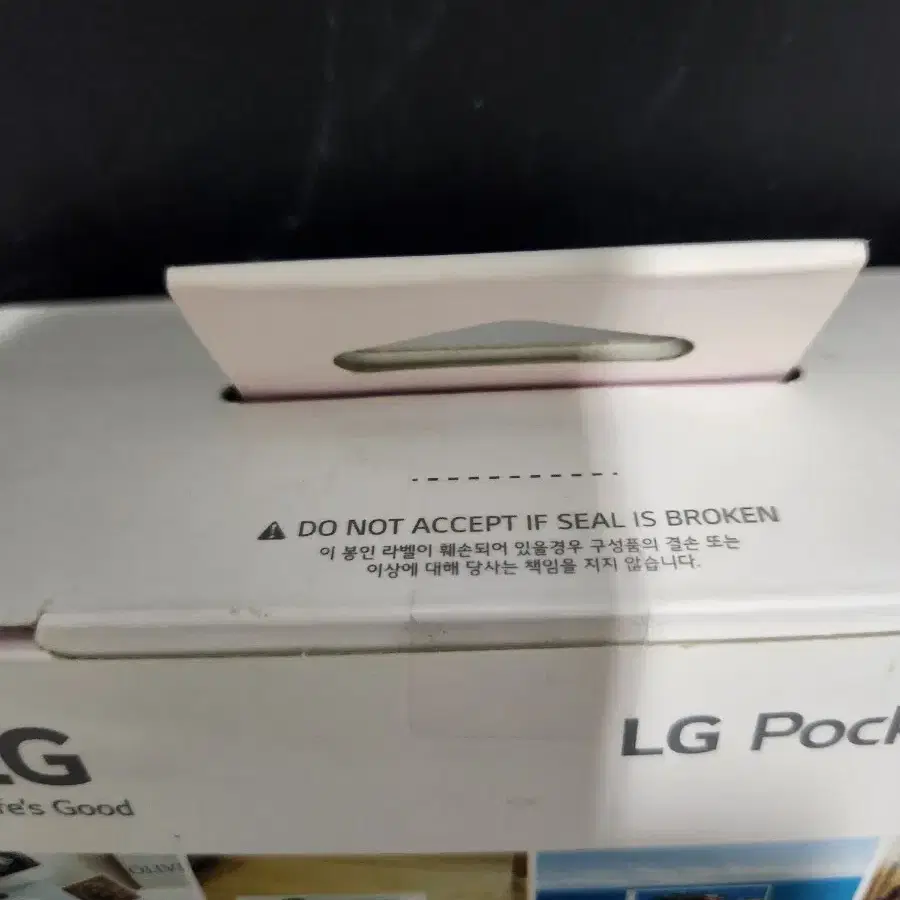 DO NOT ACCEPT IF SEAL IS BROKEN
이 봉인 라벨이 훼손되어 있을경우 구성품의 결손 또는
이상에 대해 당사는 책임을 지지 않습니다.
LG
LG Pock
fe's Good